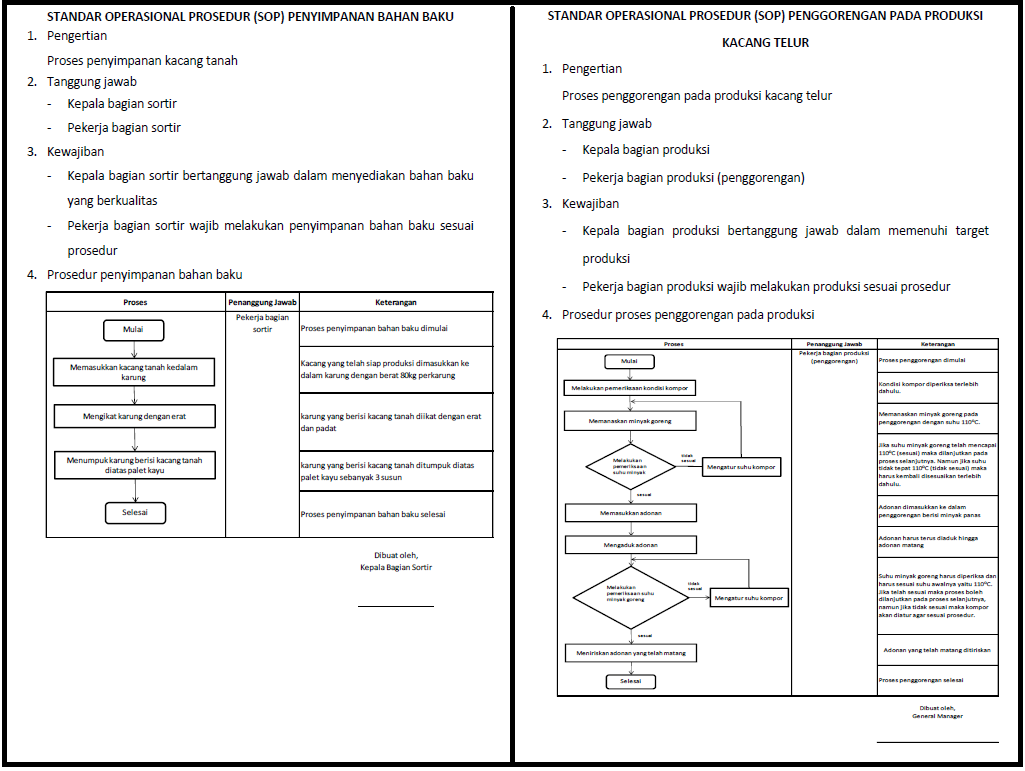 STANDAR OPERASIONAL PROSEDUR (SOP) PENYIMPANAN BAHAN BAKU
1. Pengertian
Proses penyimpanan kacang tanah
2. Tanggung jawab
- Kepala bagian sortir
- Pekerja bagian sortir
3. Kewajiban
- Kepala bagian sortir bertanggung jawab dalam menyediakan bahan baku
yang berkualitas
- Pekerja bagian sortir wajib melakukan penyimpanan bahan baku sesuai
prosedur
4. Prosedur penyimpanan bahan baku
Proses Penanggung Jawab Keterangan
Mulai
Pekerja bagian
sortir
Proses penyimpanan bahan baku dimulai
Memasukkan kacang tanah kedalam
karung
Kacang yang telah siap produksi dimasukkan ke
dalam karung dengan berat 80kg perkarung
Mengikat karung dengan erat
karung yang berisi kacang tanah diikat dengan erat
dan padat
Menumpuk karung berisi kacang tanah
diatas palet kayu
karung yang berisi kacang tanah ditumpuk diatas
palet kayu sebanyak 3 susun
Selesai
Proses penyimpanan bahan baku selesai
Dibuat oleh,
Kepala Bagian Sortir
STANDAR OPERASIONAL PROSEDUR (SOP) PENGGORENGAN PADA PRODUKSI
KACANG TELUR
1. Pengertian
Proses penggorengan pada produksi kacang telur
2. Tanggung jawab
- Kepala bagian produksi
- Pekerja bagian produksi (penggorengan)
3. Kewajiban
- Kepala bagian produksi bertanggung jawab dalam memenuhi target
produksi
- Pekerja bagian produksi wajib melakukan produksi sesuai prosedur
4. Prosedur proses penggorengan pada produksi
Proses Penanggung Jawab Keterangan
Mulai
Pekerja bagian produksi
(penggorengan)
Proses penggorengan dimulai
Melakukan pemeriksaan kondisi kompor
Kondisi kompor diperiksa terlebih
dahulu.
Memanaskan minyak goreng
Memanaskan minyak goreng pada
penggorengan dengan suhu 110°C.
Melakukan
pemeriksaan
suhu minyak
tidak
sesuai
Mengatur suhu kompor
sesuai
Jika suhu minyak goreng telah mencapai
110°C (sesuai) maka dilanjutkan pada
proses selanjutnya. Namun jika suhu
tidak tepat 110°C (tidak sesuai) maka
harus kembali disesuaikan terlebih
dahulu.
Memasukkan adonan
Adonan dimasukkan ke dalam
penggorengan berisi minyak panas
Mengaduk adonan
Adonan harus terus diaduk hingga
adonan matang
Melakukan
pemeriksaan suhu
minyak goreng
tidak
sesuai
Mengatur suhu kompor
sesuai
Suhu minyak goreng harus diperiksa dan
harus sesuai suhu awalnya yaitu 110°C.
Jika telah sesuai maka proses boleh
dilanjutkan pada proses selanjutnya,
namun jika tidak sesuai maka kompor
akan diatur agar sesuai prosedur.
Meniriskan adonan yang telah matang
Adonan yang telah matang ditiriskan
Selesai
Proses penggorengan selesai
Dibuat oleh,
General Manager